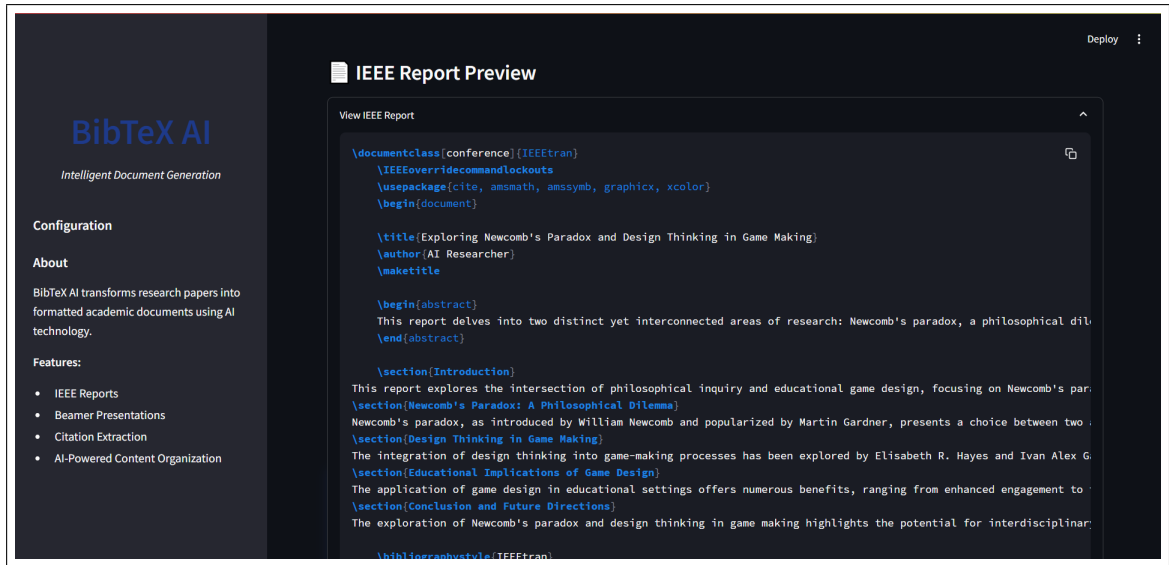 Deploy
BibTeX AI
Intelligent Document Generation
Configuration
About
BibTeX AI transforms research papers into
formatted academic documents using AI
technology.
Features:
IEEE Reports
Beamer Presentations
Citation Extraction
AI-Powered Content Organization
IEEE Report Preview
View IEEE Report
\documentclass[conference]{IEEEtran}
\IEEEoverridecommandlockouts
\usepackage{cite, amsmath, amssymb, graphicx, xcolor}
\begin{document}
\title{Exploring Newcomb's Paradox and Design Thinking in Game Making}
\author{AI Researcher}
\maketitle
\begin{abstract}
This report delves into two distinct yet interconnected areas of research: Newcomb's paradox, a philosophical
\end{abstract}
\section{Introduction}
This report explores the intersection of philosophical inquiry and educational game design, focusing on Newcomb's
\section{Newcomb's Paradox: A Philosophical Dilemma}
Newcomb's paradox, as introduced by William Newcomb and popularized by Martin Gardner, presents a choice between two
\section{Design Thinking in Game Making}
The integration of design thinking into game-making processes has been explored by Elisabeth R. Hayes and Ivan Alex
\section{Educational Implications of Game Design}
The application of game design in educational settings offers numerous benefits, ranging from enhanced engagement to
\section{Conclusion and Future Directions}
The exploration of Newcomb's paradox and design thinking in game making highlights the potential for interdisciplinary
\bibliographystyle{IEEEtran}